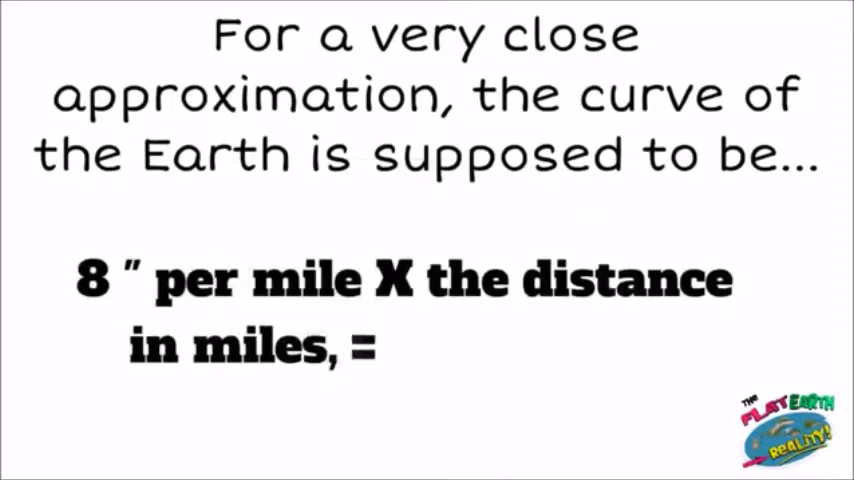 For a very close
approximation, the curve of
the Earth is supposed to be...
8 " per mile X the distance
in miles, =
THE
FLAT EARTH
REALITY!